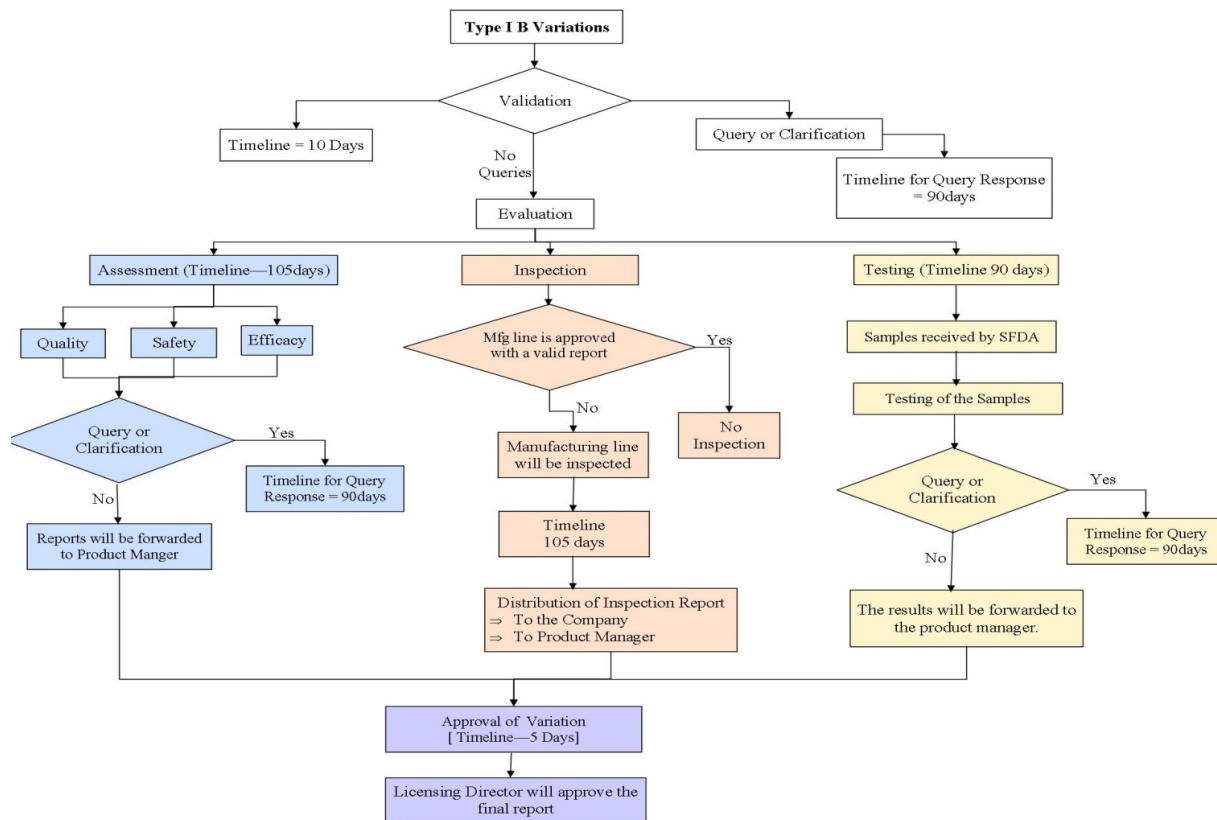 Type I B Variations
Validation
Timeline = 10 Days
Query or Clarification
No
Queries
Timeline for Query Response
= 90days
Evaluation
Assessment (Timeline—105days)
Quality
Safety
Efficacy
Query or
Clarification
Yes
Timeline for Query
Response = 90days
No
Reports will be forwarded
to Product Manger
Inspection
Mfg line is approved
with a valid report
Yes
No
Inspection
No
Manufacturing line
will be inspected
Timeline
105 days
Distribution of Inspection Report
⇒ To the Company
⇒ To Product Manager
Testing (Timeline 90 days)
Samples received by SFDA
Testing of the Samples
Query or
Clarification
Yes
Timeline for Query
Response = 90days
No
The results will be forwarded to
the product manager.
Approval of Variation
[ Timeline—5 Days]
Licensing Director will approve the
final report